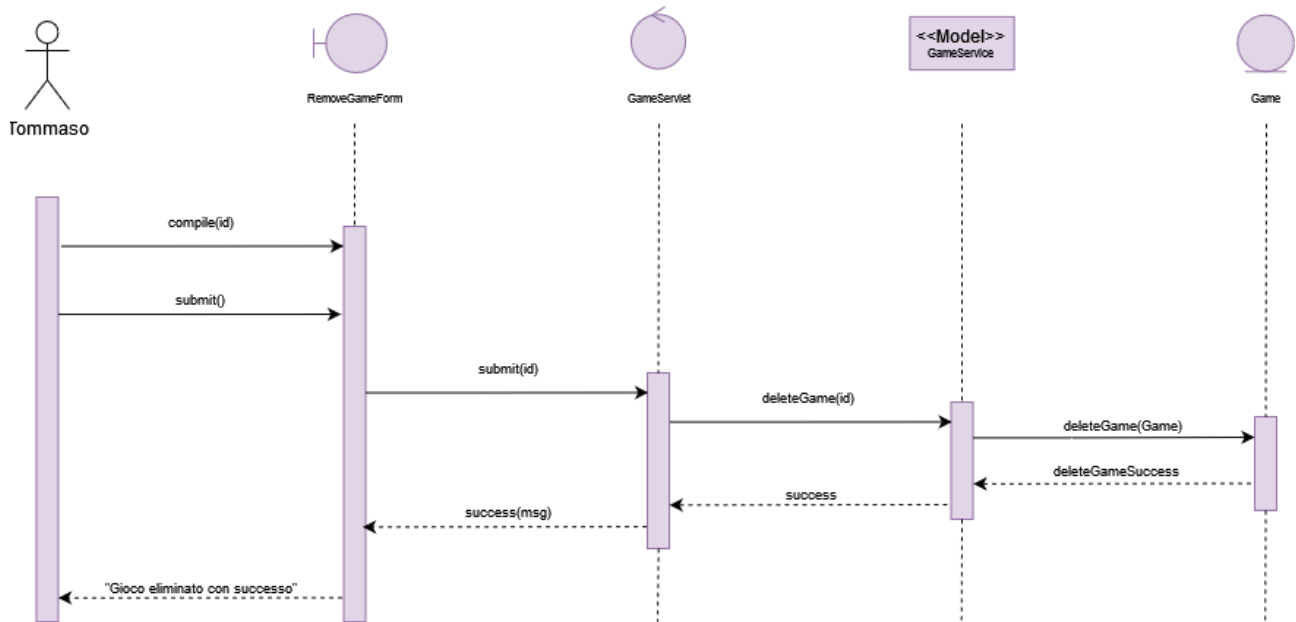 <<Model>>
GameService
RemoveGameForm
GameServlet
Game
Tommaso
compile(id)
submit()
submit(id)
deleteGame(id)
deleteGame(Game)
deleteGameSuccess
success
success(msg)
"Gioco eliminato con successo"